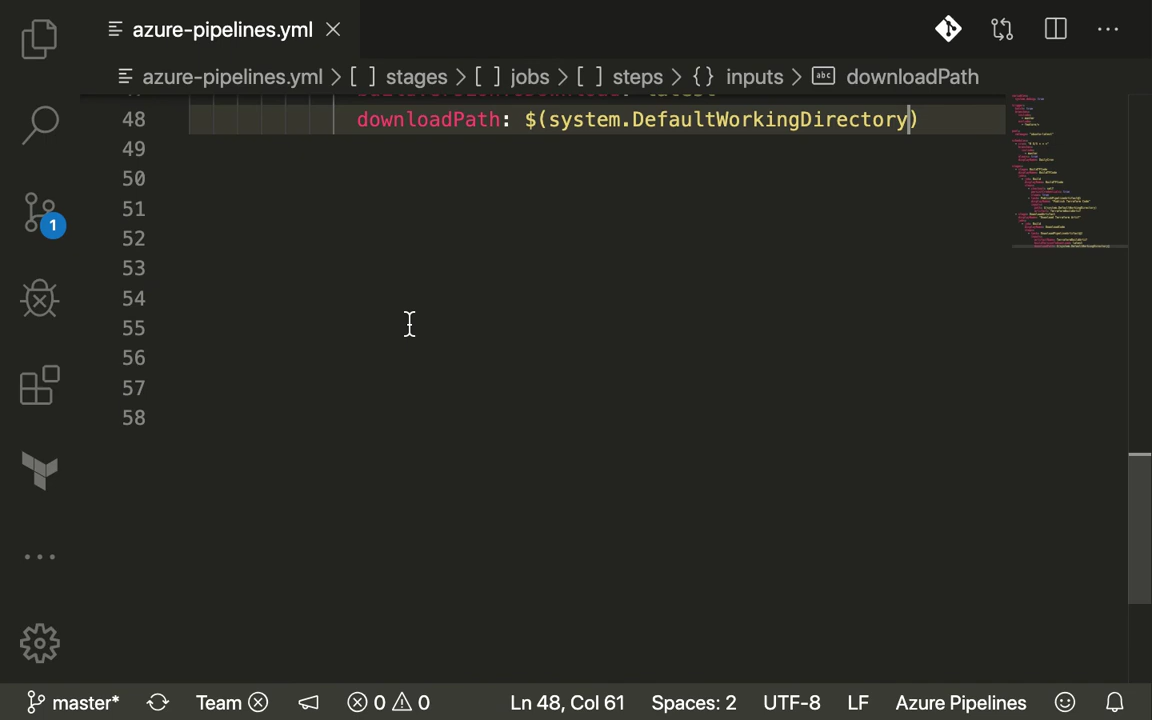 azure-pipelines.yml
azure-pipelines.yml > [ ] stages > [ ] jobs > [ ] steps > {} inputs > abc downloadPath
48 downloadPath: $(system.DefaultWorkingDirectory)
49
50
51
52
53
54
55
56
57
58
1
master* Team 0 0 Ln 48, Col 61 Spaces: 2 UTF-8 LF Azure Pipelines